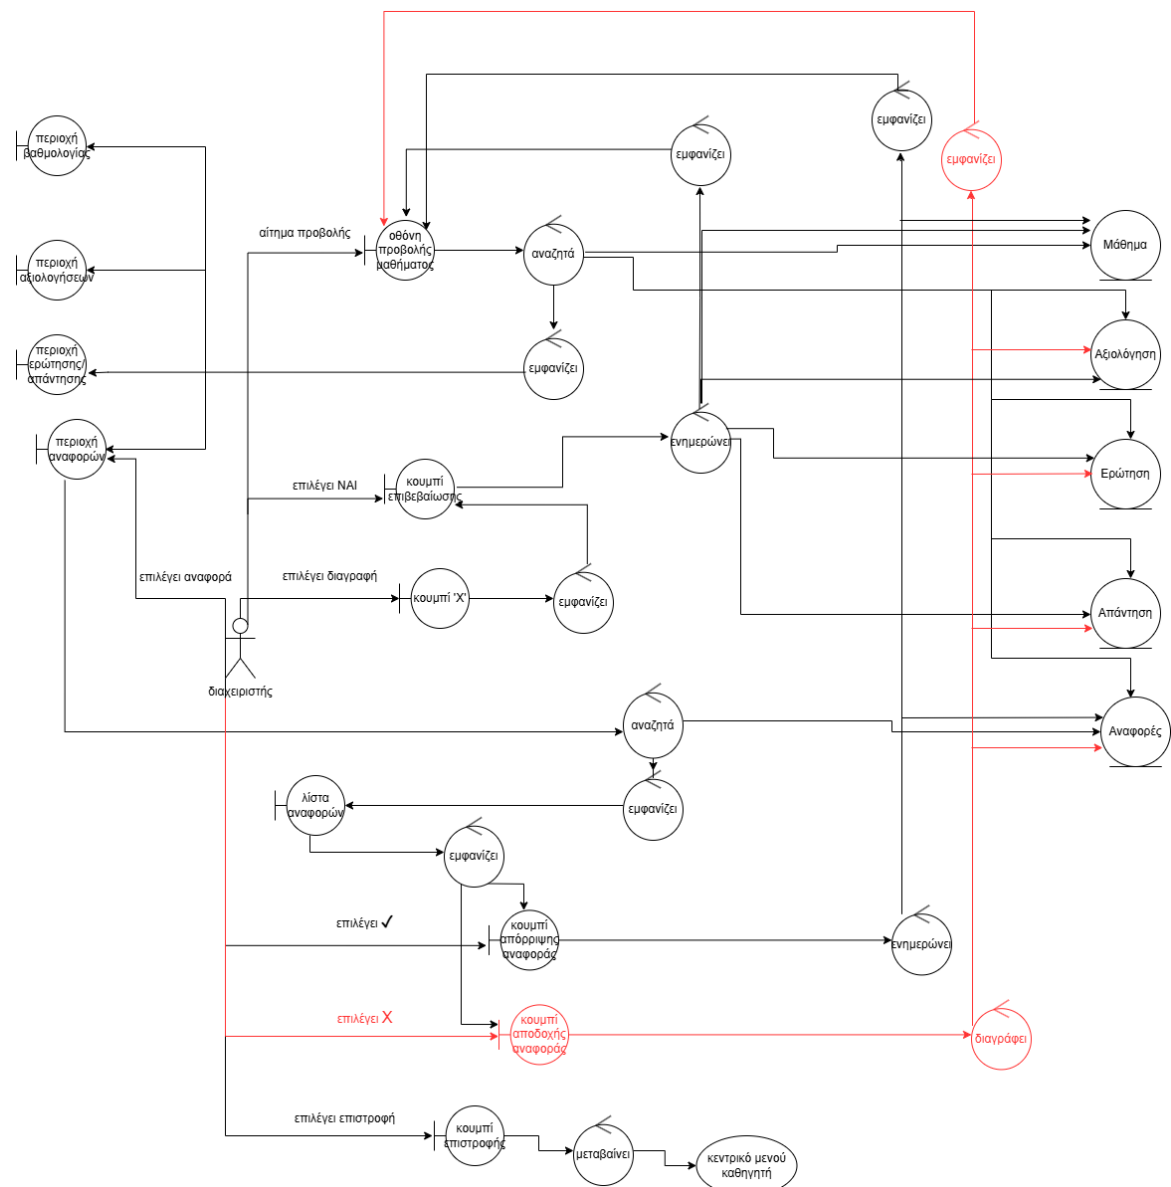 εμφανίζει
περιοχή
βαθμολογίας
εμφανίζει
εμφανίζει
αίτημα προβολής
οθόνη
προβολής
μαθήματος
αναζητά
Μάθημα
περιοχή
αξιολογήσεων
περιοχή
ερώτησης/
απάντησης
εμφανίζει
Αξιολόγηση
περιοχή
αναφορών
ενημερώνει
επιλέγει ΝΑΙ
κουμπί
επιβεβαίωσης
Ερώτηση
επιλέγει αναφορά
επιλέγει διαγραφή
κουμπί 'Χ'
εμφανίζει
Απάντηση
διαχειριστής
αναζητά
Αναφορές
λίστα
αναφορών
εμφανίζει
εμφανίζει
επιλέγει ✓
κουμπί
απόρριψης
αναφοράς
ενημερώνει
επιλέγει Χ
κουμπί
αποδοχής
αναφοράς
διαγράφει
επιλέγει επιστροφή
κουμπί
επιστροφής
μεταβαίνει
κεντρικό μενού
καθηγητή